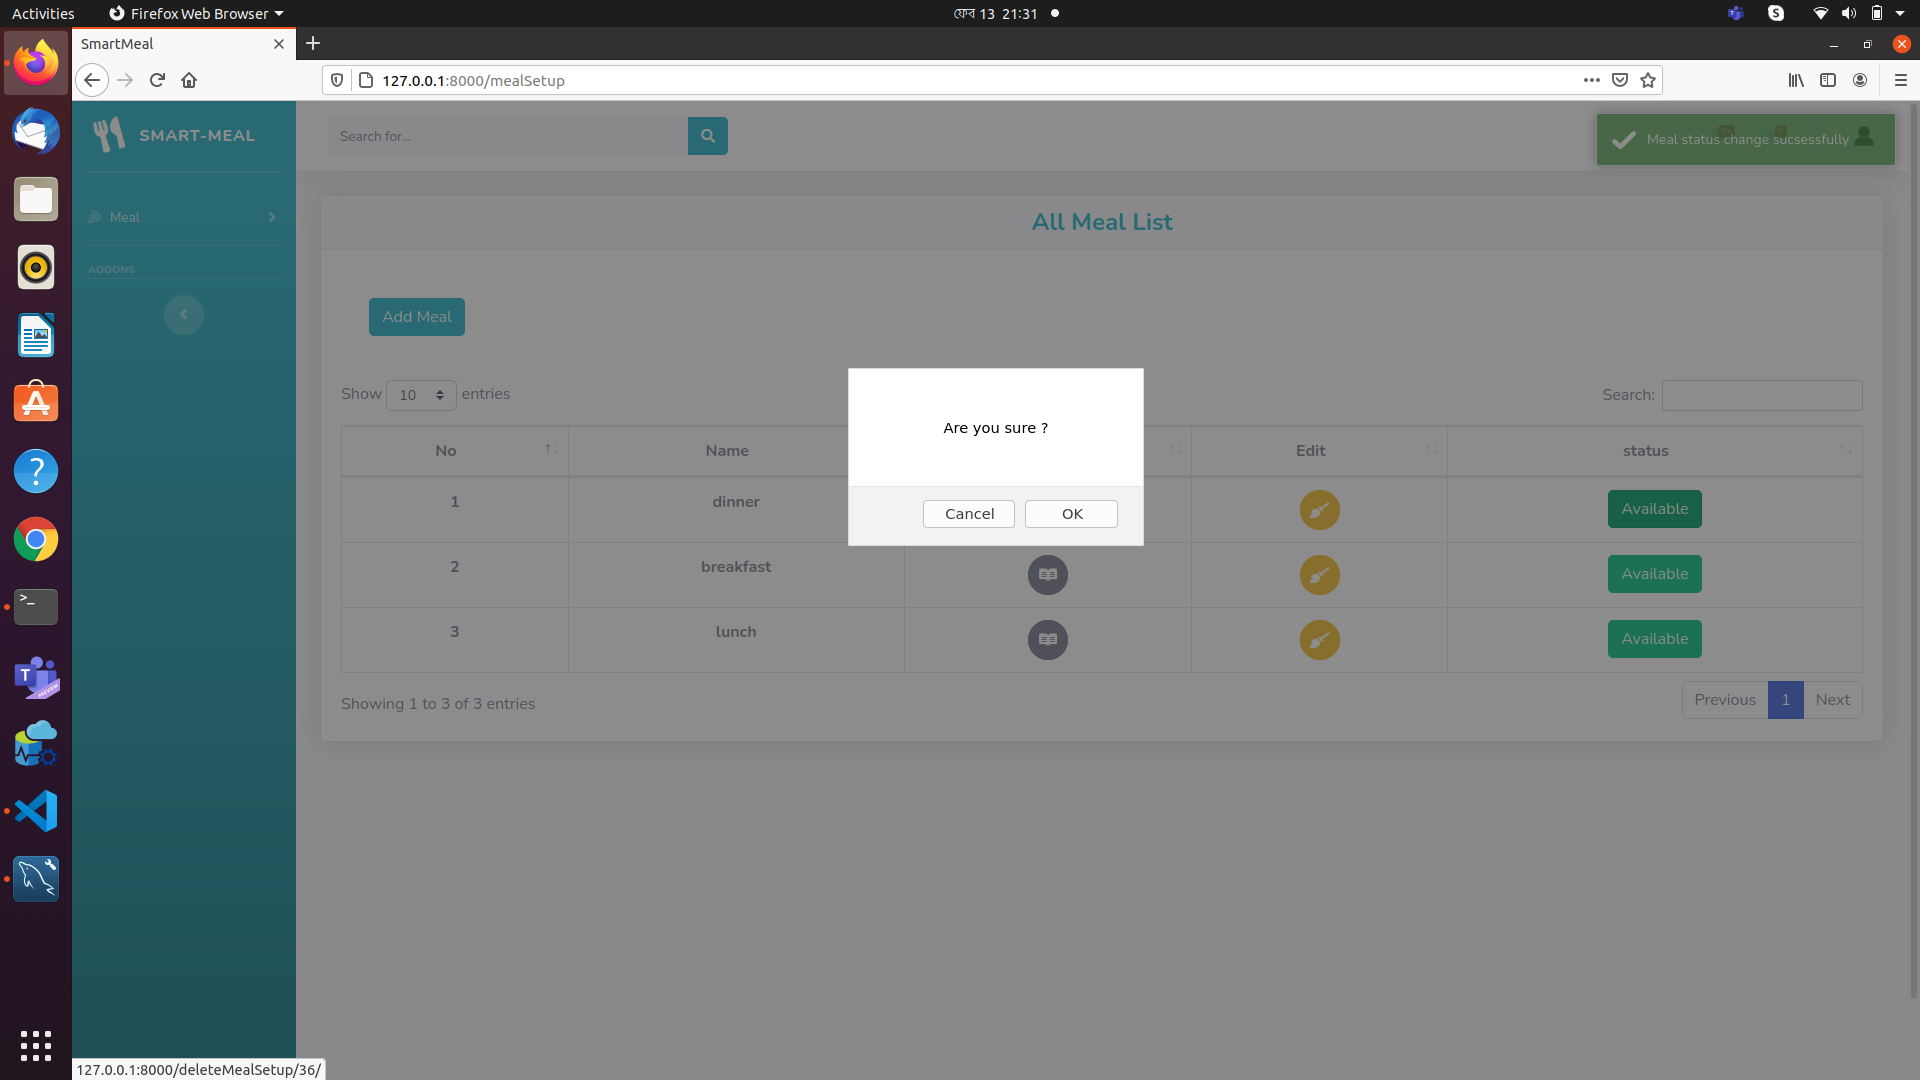 Activities
Firefox Web Browser
ফেব 13 21:31
SmartMeal
127.0.0.1:8000/mealSetup
SMART-MEAL
Search for...
Meal status change sucsessfully
Meal
ADDONS
All Meal List
Add Meal
Show 10 entries
Search:
No Name Edit status
1 dinner Available
2 breakfast Available
3 lunch Available
Are you sure ?
Cancel OK
Showing 1 to 3 of 3 entries
Previous 1 Next
127.0.0.1:8000/deleteMealSetup/36/